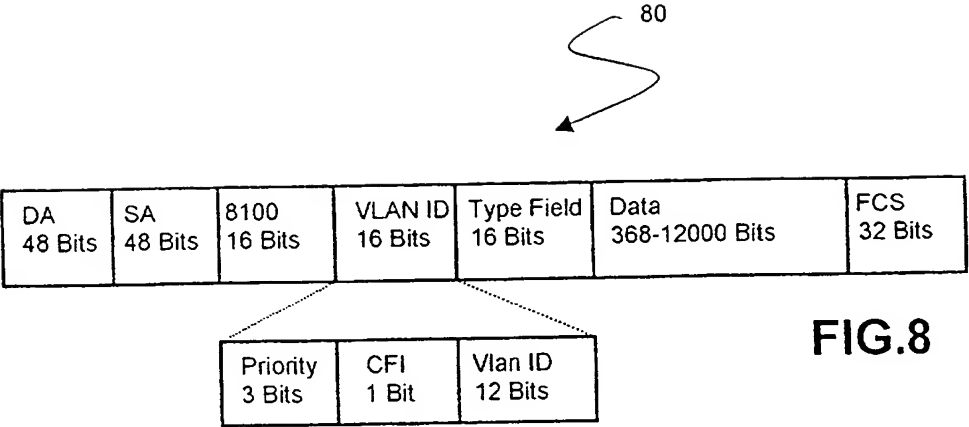 80
DA
48 Bits
SA
48 Bits
8100
16 Bits
VLAN ID
16 Bits
Type Field
16 Bits
Data
368-12000 Bits
FCS
32 Bits
Priority
3 Bits
CFI
1 Bit
Vlan ID
12 Bits
FIG.8